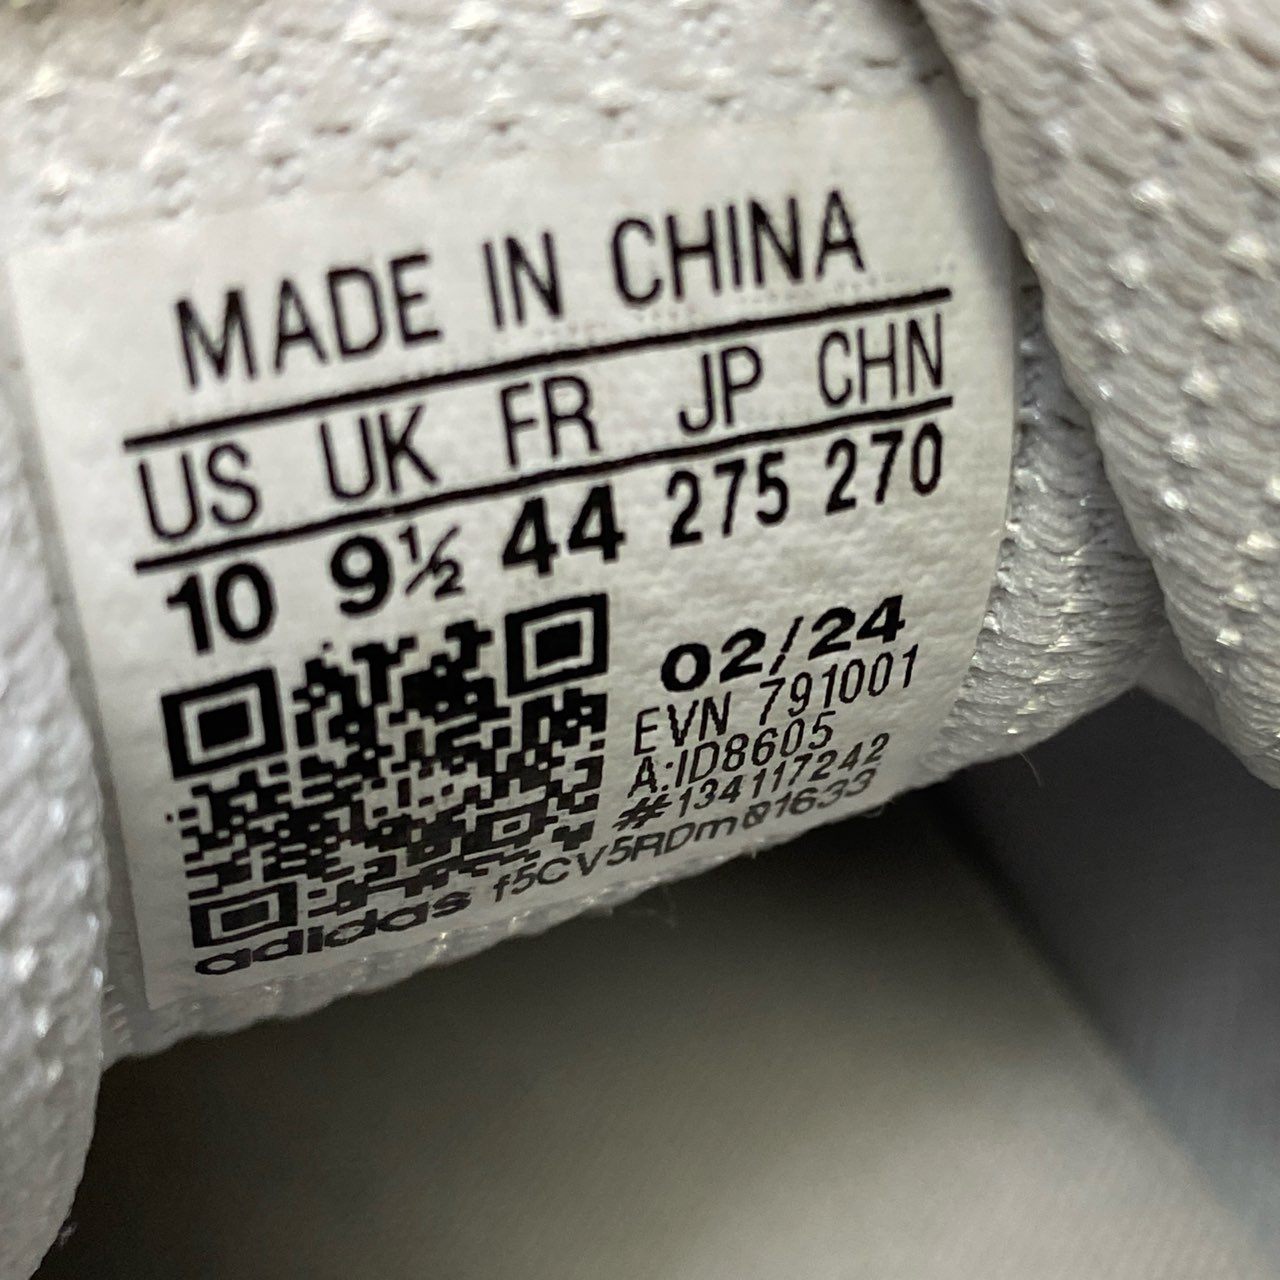 MADE IN CHINA
US UK FR JP CHN
10 9½ 44 275 270
02/24
EVN 791001
A:ID8605
#134117242
adidas f5CV5RDm01633